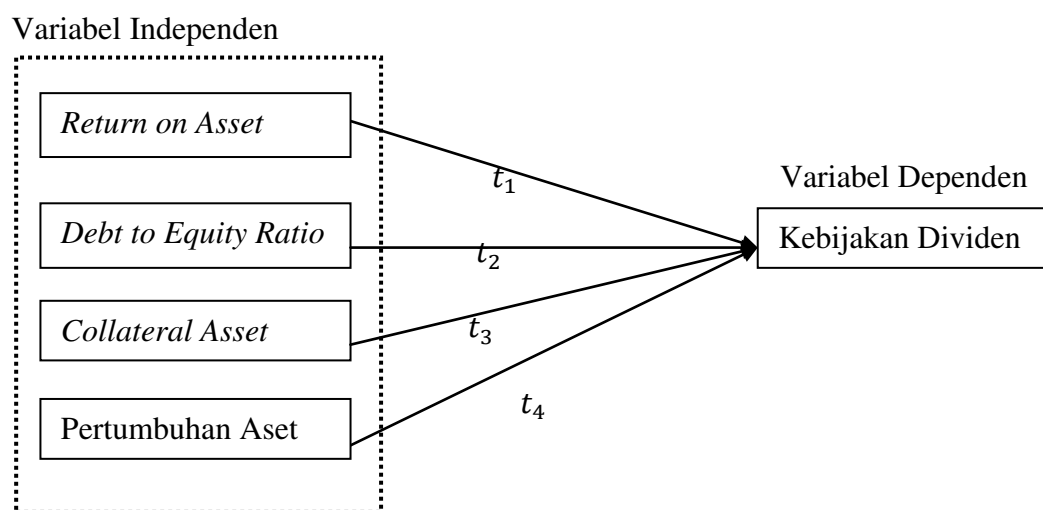 Variabel Independen
Return on Asset
t₁
Variabel Dependen
Debt to Equity Ratio
t₂
Kebijakan Dividen
Collateral Asset
t₃
Pertumbuhan Aset
t₄